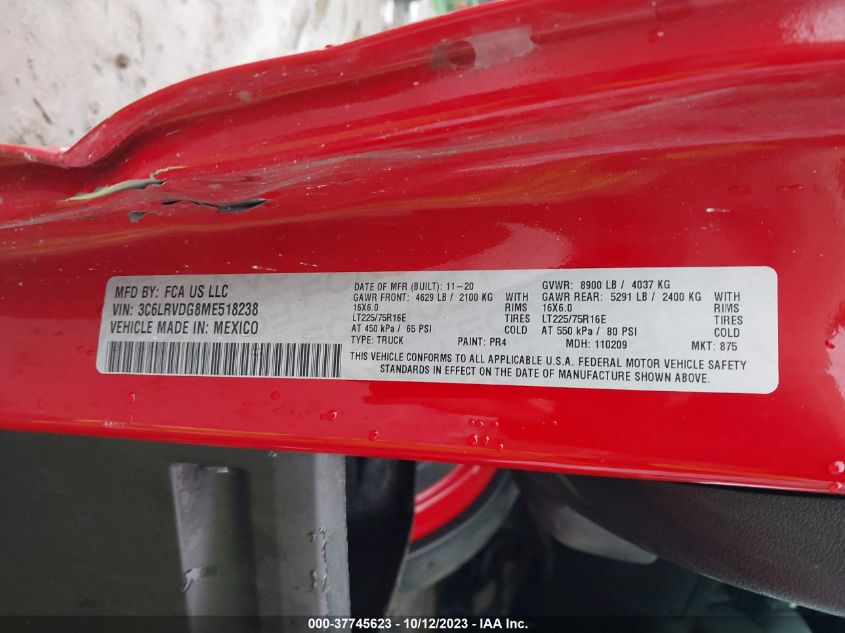 MFD BY: FCA US LLC
VIN: 3C6LRVDG8ME518238
VEHICLE MADE IN: MEXICO
DATE OF MFR (BUILT): 11-20
GAWR FRONT: 4629 LB / 2100 KG WITH
16X6.0 RIMS
LT225/75R16E TIRES
AT 450 kPa / 65 PSI COLD
TYPE: TRUCK PAINT: PR4
GVWR: 8900 LB / 4037 KG
GAWR REAR: 5291 LB / 2400 KG WITH
16X6.0 RIMS
LT225/75R16E TIRES
AT 550 kPa / 80 PSI COLD
MDH: 110209 MKT: 875
THIS VEHICLE CONFORMS TO ALL APPLICABLE U.S.A. FEDERAL MOTOR VEHICLE SAFETY
STANDARDS IN EFFECT ON THE DATE OF MANUFACTURE SHOWN ABOVE.
000-37745623 - 10/12/2023 - IAA Inc.